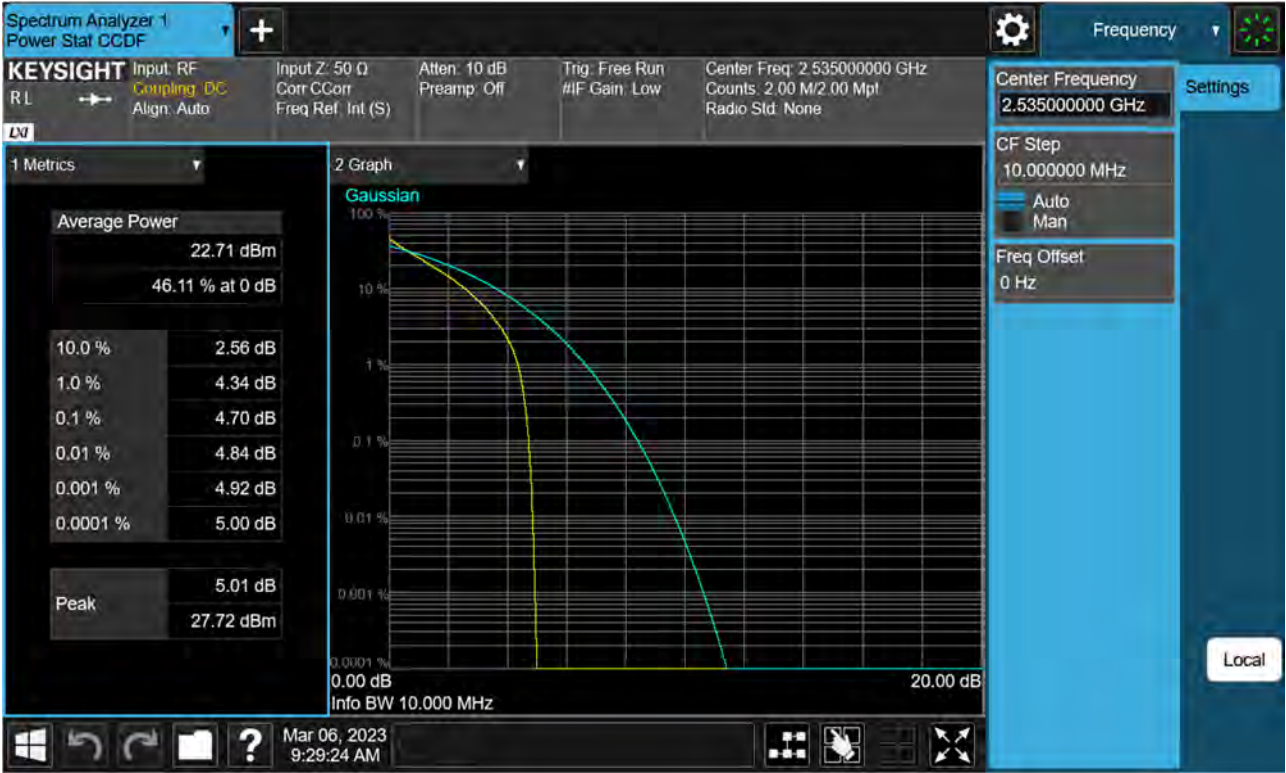 Spectrum Analyzer 1
Power Stat CCDF
Frequency
KEYSIGHT
R L
LXI
Input: RF
Coupling: DC
Align: Auto
Input Z: 50 Ω
Corr CCorr
Freq Ref: Int (S)
Atten: 10 dB
Preamp: Off
Trig: Free Run
#IF Gain: Low
Center Freq: 2.535000000 GHz
Counts: 2.00 M/2.00 Mpt
Radio Std: None
1 Metrics
Average Power
22.71 dBm
46.11 % at 0 dB
10.0 % 2.56 dB
1.0 % 4.34 dB
0.1 % 4.70 dB
0.01 % 4.84 dB
0.001 % 4.92 dB
0.0001 % 5.00 dB
Peak
5.01 dB
27.72 dBm
2 Graph
Gaussian
100 %
10 %
1 %
0.1 %
0.01 %
0.001 %
0.0001 %
0.00 dB 20.00 dB
Info BW 10.000 MHz
Center Frequency
2.535000000 GHz
CF Step
10.000000 MHz
Auto
Man
Freq Offset
0 Hz
Settings
Local
?
Mar 06, 2023
9:29:24 AM